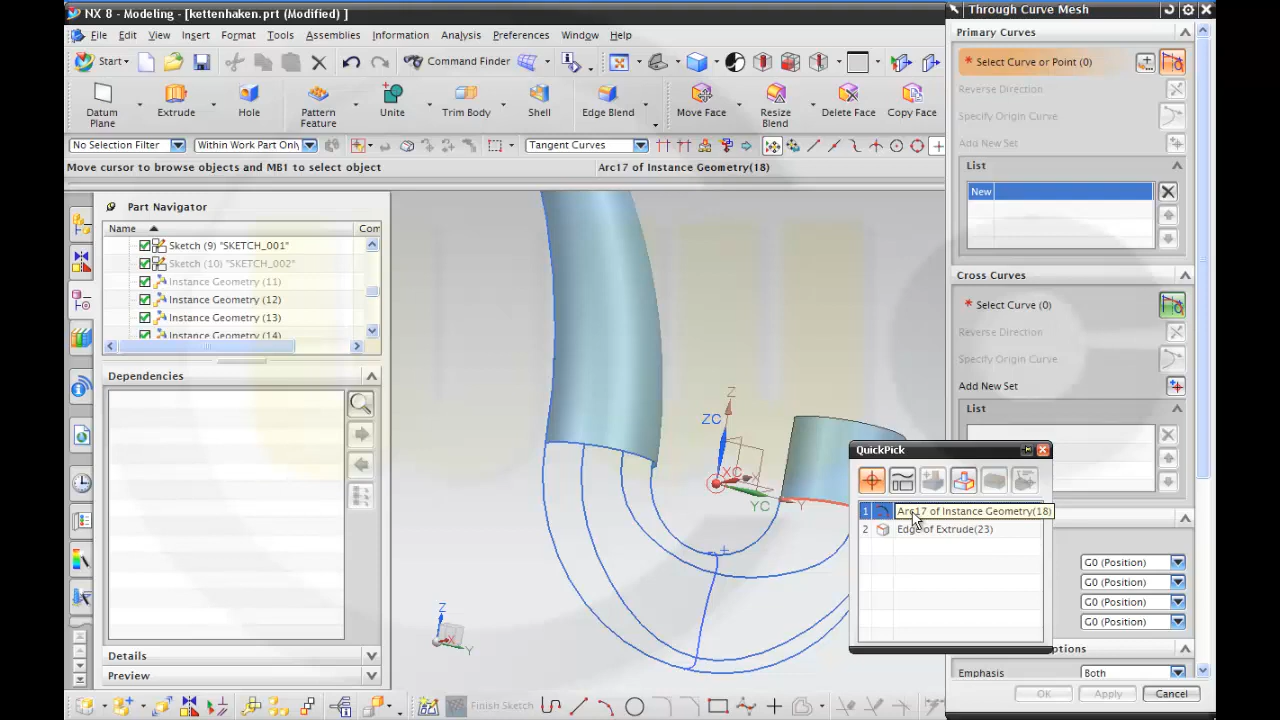 NX 8 - Modeling - [kettenhaken.prt (Modified) ]
File Edit View Insert Format Tools Assemblies Information Analysis Preferences Window Help
Start Command Finder
Datum Plane Extrude Hole Pattern Feature Unite Trim Body Shell Edge Blend Move Face Resize Blend Delete Face Copy Face
No Selection Filter Within Work Part Only Tangent Curves
Move cursor to browse objects and MB1 to select object Arc17 of Instance Geometry(18)
Part Navigator
Name Com
Sketch (9) "SKETCH_001"
Sketch (10) "SKETCH_002"
Instance Geometry (11)
Instance Geometry (12)
Instance Geometry (13)
Instance Geometry (14)
Dependencies
Details
Preview
Z
ZC
XC
YC
Y
Z
X
Y
Finish Sketch
Through Curve Mesh
Primary Curves
* Select Curve or Point (0)
Reverse Direction
Specify Origin Curve
Add New Set
List
New
Cross Curves
* Select Curve (0)
Reverse Direction
Specify Origin Curve
Add New Set
List
QuickPick
1 Arc17 of Instance Geometry(18)
2 Edge of Extrude(23)
G0 (Position)
G0 (Position)
G0 (Position)
G0 (Position)
Emphasis Both
OK Apply Cancel